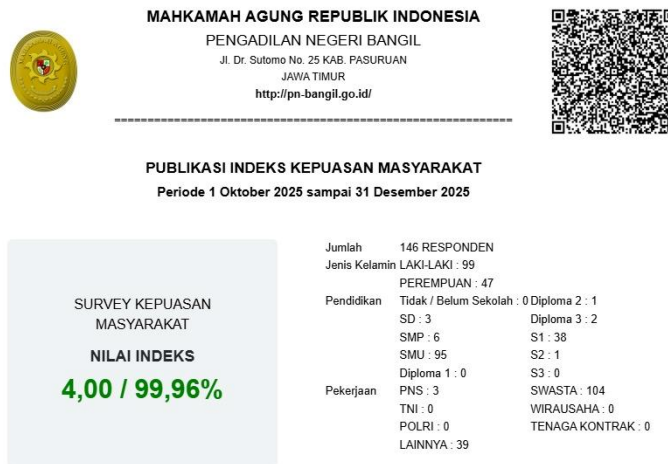 MAHKAMAH AGUNG REPUBLIK INDONESIA
PENGADILAN NEGERI BANGIL
Jl. Dr. Sutomo No. 25 KAB. PASURUAN
JAWA TIMUR
http://pn-bangil.go.id/
PUBLIKASI INDEKS KEPUASAN MASYARAKAT
Periode 1 Oktober 2025 sampai 31 Desember 2025
SURVEY KEPUASAN
MASYARAKAT
NILAI INDEKS
4,00 / 99,96%
Jumlah 146 RESPONDEN
Jenis Kelamin LAKI-LAKI : 99
PEREMPUAN : 47
Pendidikan Tidak / Belum Sekolah : 0 Diploma 2 : 1
SD : 3 Diploma 3 : 2
SMP : 6 S1 : 38
SMU : 95 S2 : 1
Diploma 1 : 0 S3 : 0
Pekerjaan PNS : 3 SWASTA : 104
TNI : 0 WIRAUSAHA : 0
POLRI : 0 TENAGA KONTRAK : 0
LAINNYA : 39